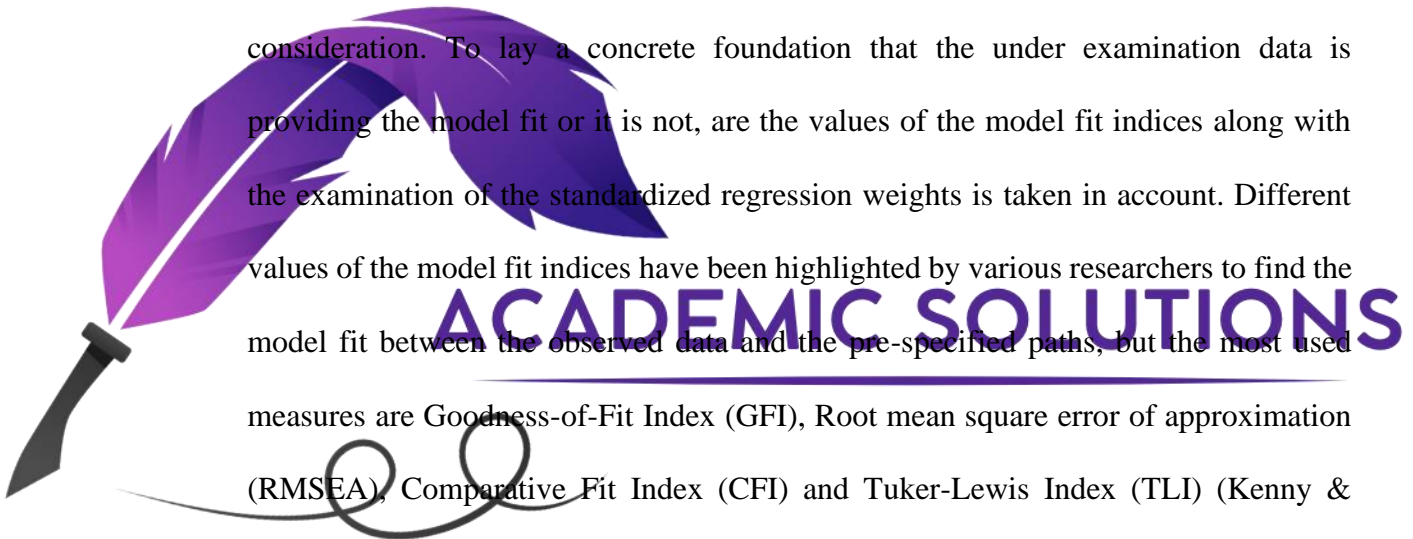 consideration. To lay a concrete foundation that the under examination data is
providing the model fit or it is not, are the values of the model fit indices along with
the examination of the standardized regression weights is taken in account. Different
values of the model fit indices have been highlighted by various researchers to find the
ACADEMIC SOLUTIONS
model fit between the observed data and the pre-specified paths, but the most used
measures are Goodness-of-Fit Index (GFI), Root mean square error of approximation
(RMSEA), Comparative Fit Index (CFI) and Tuker-Lewis Index (TLI) (Kenny &